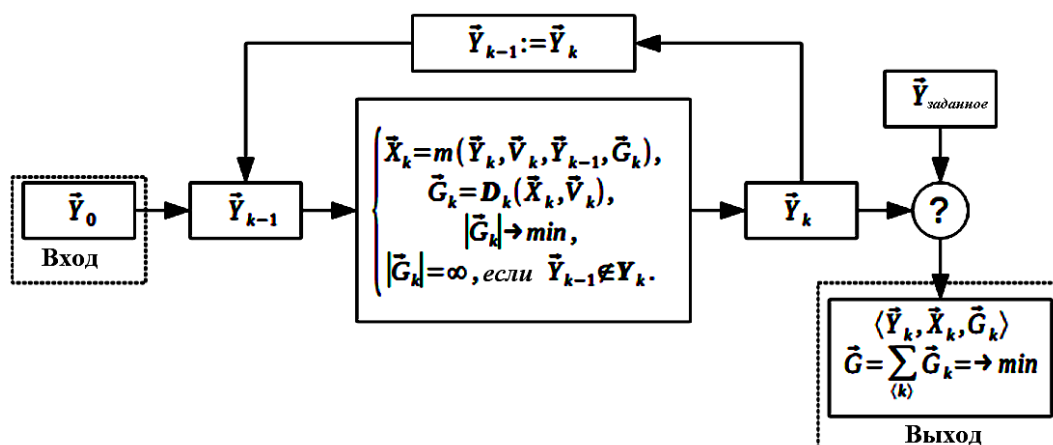 Y⃗ₖ₋₁:=Y⃗ₖ
Y⃗заданное
X⃗ₖ=m(Y⃗ₖ,V⃗ₖ,Y⃗ₖ₋₁,G⃗ₖ),
G⃗ₖ=Dₖ(X⃗ₖ,V⃗ₖ),
|G⃗ₖ|→min,
|G⃗ₖ|=∞, если Y⃗ₖ₋₁∉Yₖ.
Y⃗₀
Вход
Y⃗ₖ₋₁
Y⃗ₖ
?
⟨Y⃗ₖ,X⃗ₖ,G⃗ₖ⟩
G⃗=∑⟨k⟩ G⃗ₖ=→min
Выход